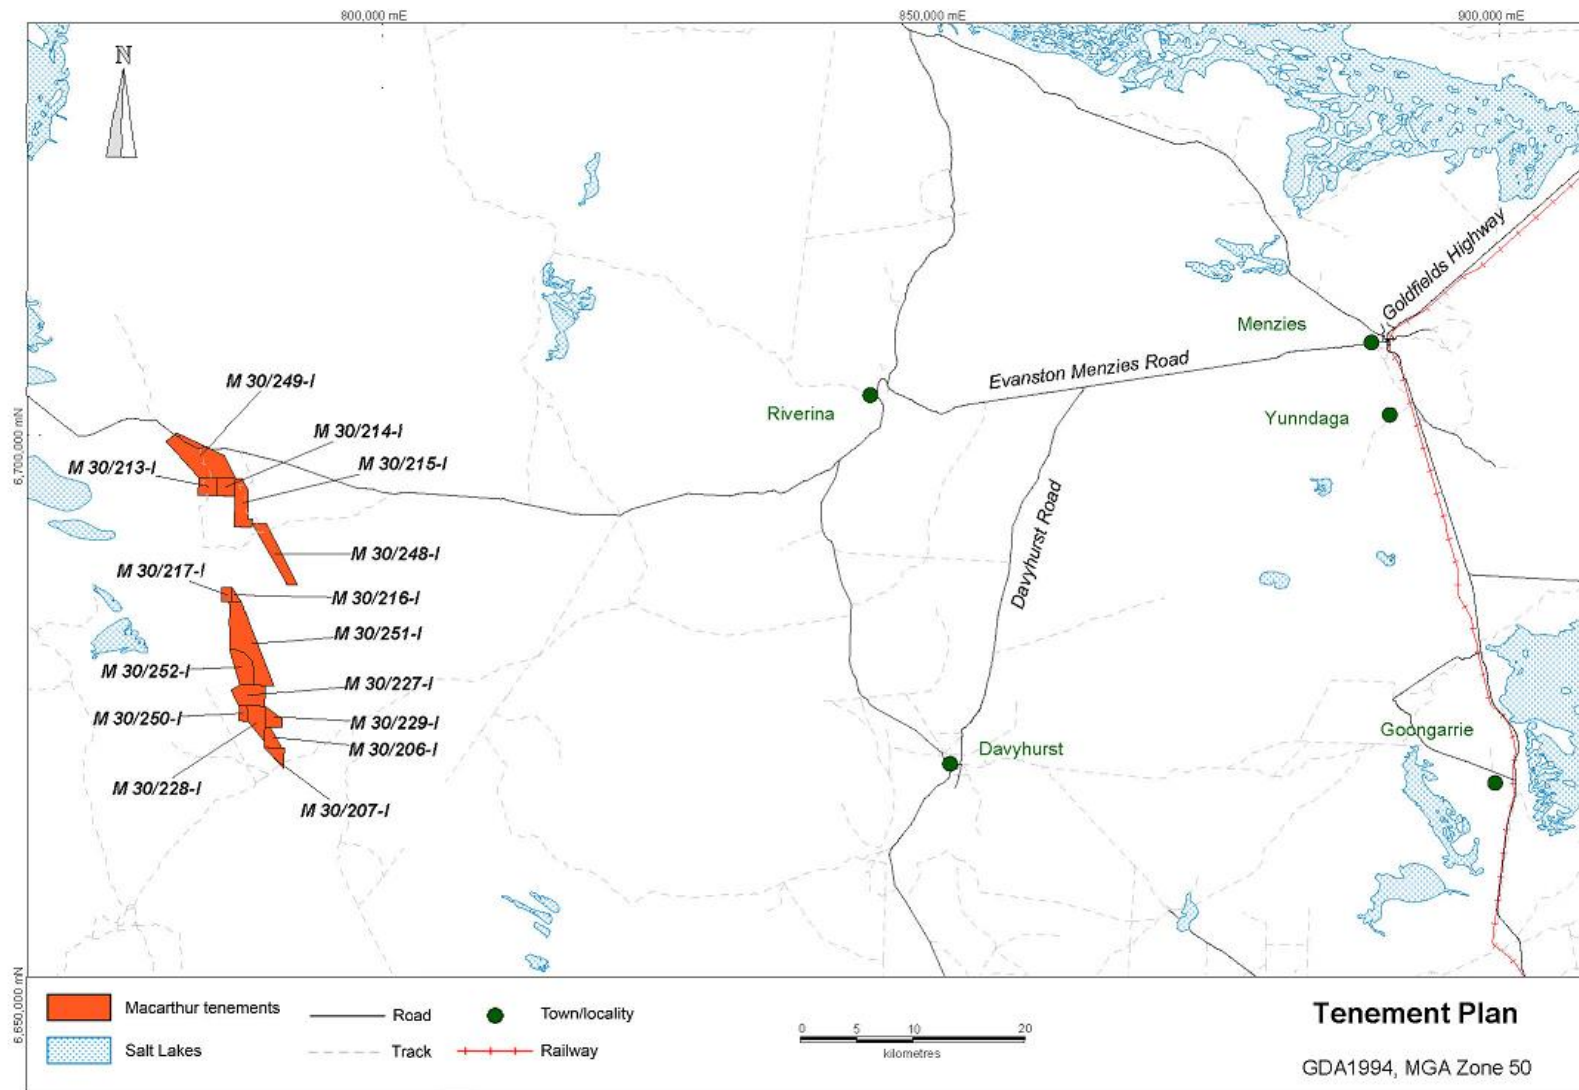 800,000 mE
850,000 mE
900,000 mE
N
Goldfields Highway
Menzies
Evanston Menzies Road
M 30/249-I
Riverina
Yunndaga
M 30/214-I
6,700,000 mN
M 30/213-I
M 30/215-I
Davyhurst Road
M 30/248-I
M 30/217-I
M 30/216-I
M 30/251-I
M 30/252-I
M 30/227-I
M 30/250-I
M 30/229-I
Goongarrie
M 30/206-I
Davyhurst
M 30/228-I
M 30/207-I
6,650,000 mN
Macarthur tenements
Road
Town/locality
Salt Lakes
Track
Railway
0 5 10 20
kilometres
Tenement Plan
GDA1994, MGA Zone 50